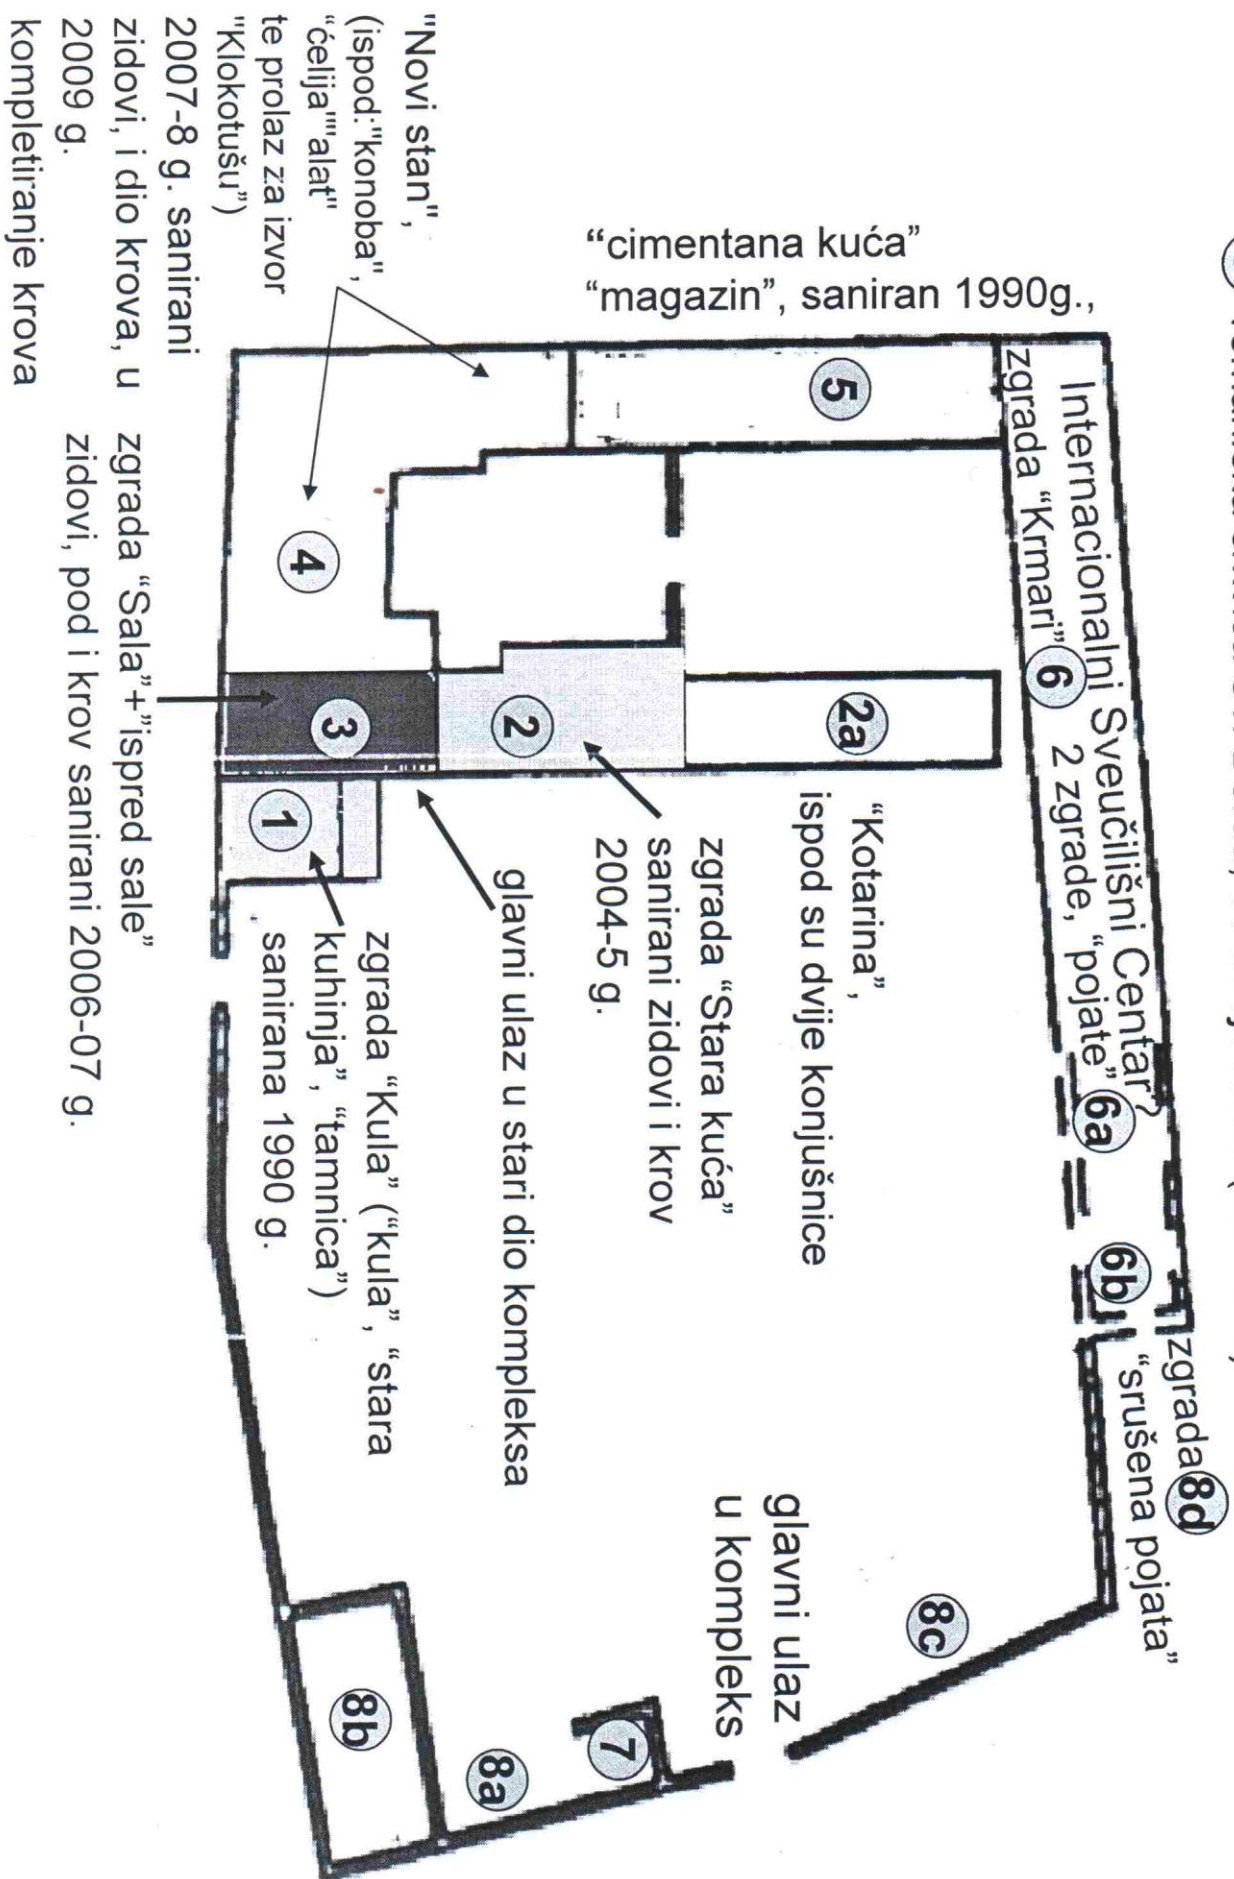 "cimentana kuća"
"magazin", saniran 1990g.,
Internacionalni Sveučilišni Centar?
zgrada "Krmari" 6 2 zgrade, "pojate"
6a
6b
zgrada 8d
"srušena pojata"
5
"Novi stan",
(ispod:"konoba",
"ćelija""alat"
te prolaz za izvor
"Klokotušu")
2007-8 g. sanirani
zidovi, i dio krova, u
2009 g.
kompletiranje krova
4
3
2
2a
1
"Kotarina",
ispod su dvije konjušnice
zgrada "Stara kuća"
sanirani zidovi i krov
2004-5 g.
glavni ulaz u stari dio kompleksa
zgrada "Kula" ("kula", "stara
kuhinja", "tamnica")
sanirana 1990 g.
zgrada "Sala"+"ispred sale"
zidovi, pod i krov sanirani 2006-07 g.
glavni ulaz
u kompleks
8c
7
8a
8b